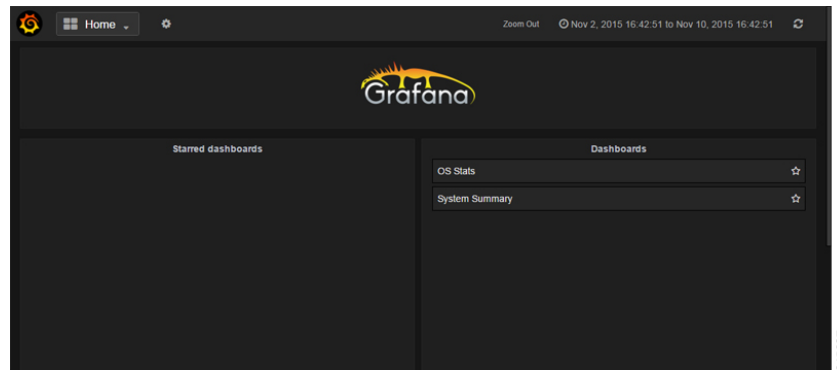 Home
Zoom Out
Nov 2, 2015 16:42:51 to Nov 10, 2015 16:42:51
Grafana
Starred dashboards
Dashboards
OS Stats
System Summary